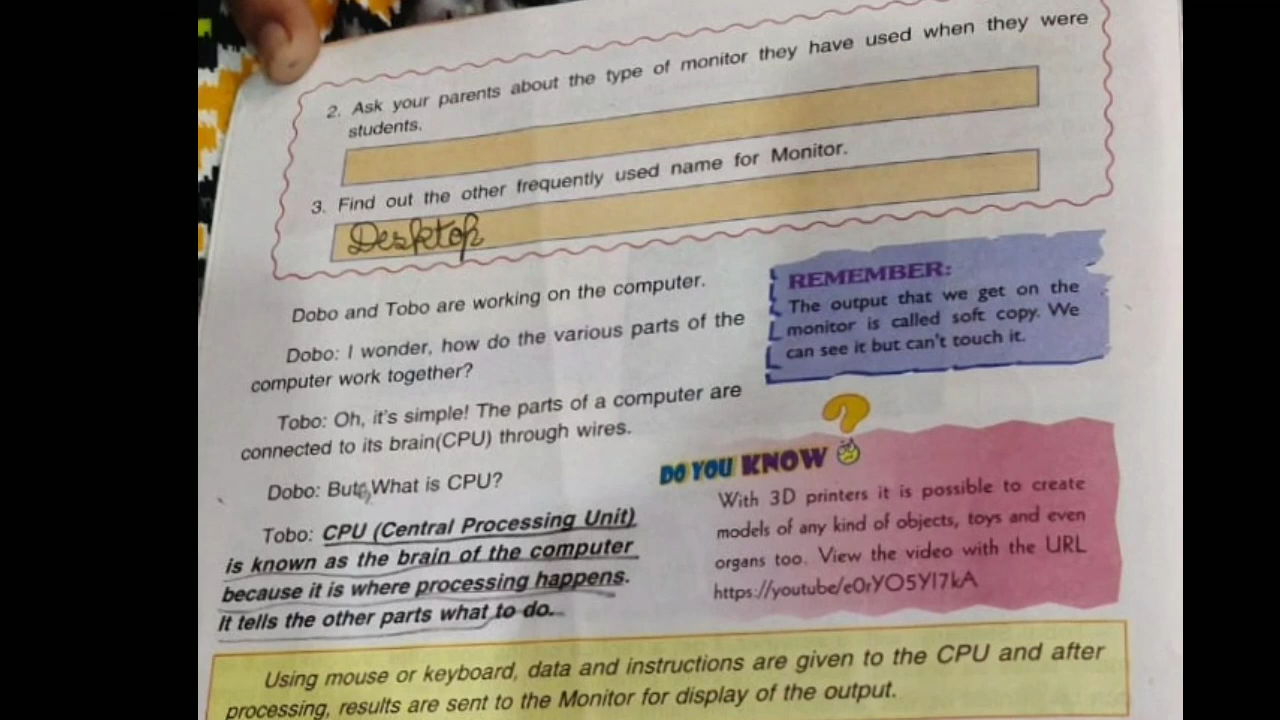 2. Ask your parents about the type of monitor they have used when they were
students.
3. Find out the other frequently used name for Monitor.
Desktop
Dobo and Tobo are working on the computer.
Dobo: I wonder, how do the various parts of the
computer work together?
Tobo: Oh, it's simple! The parts of a computer are
connected to its brain(CPU) through wires.
Dobo: But, What is CPU?
Tobo: CPU (Central Processing Unit)
is known as the brain of the computer
because it is where processing happens.
It tells the other parts what to do.
REMEMBER:
The output that we get on the
monitor is called soft copy. We
can see it but can't touch it.
?
DO YOU KNOW
With 3D printers it is possible to create
models of any kind of objects, toys and even
organs too. View the video with the URL
https://youtube/e0rYO5YI7kA
Using mouse or keyboard, data and instructions are given to the CPU and after
processing, results are sent to the Monitor for display of the output.